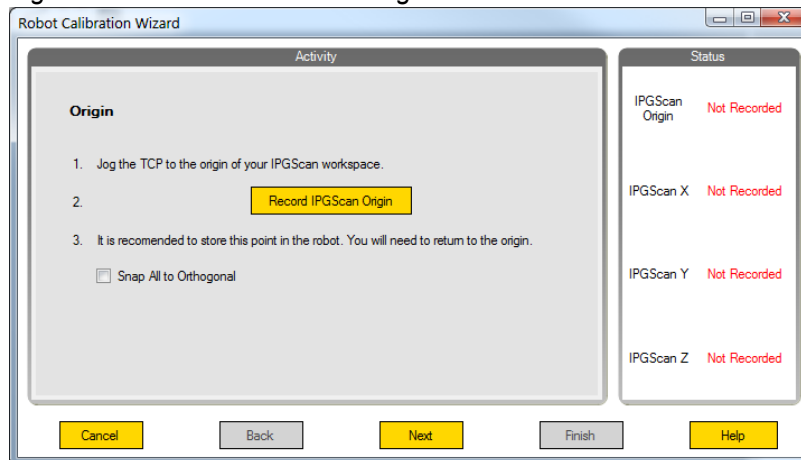 Robot Calibration Wizard
Activity
Origin
1. Jog the TCP to the origin of your IPGScan workspace.
2. Record IPGScan Origin
3. It is recomended to store this point in the robot. You will need to return to the origin.
Snap All to Orthogonal
Status
IPGScan Origin Not Recorded
IPGScan X Not Recorded
IPGScan Y Not Recorded
IPGScan Z Not Recorded
Cancel Back Next Finish Help